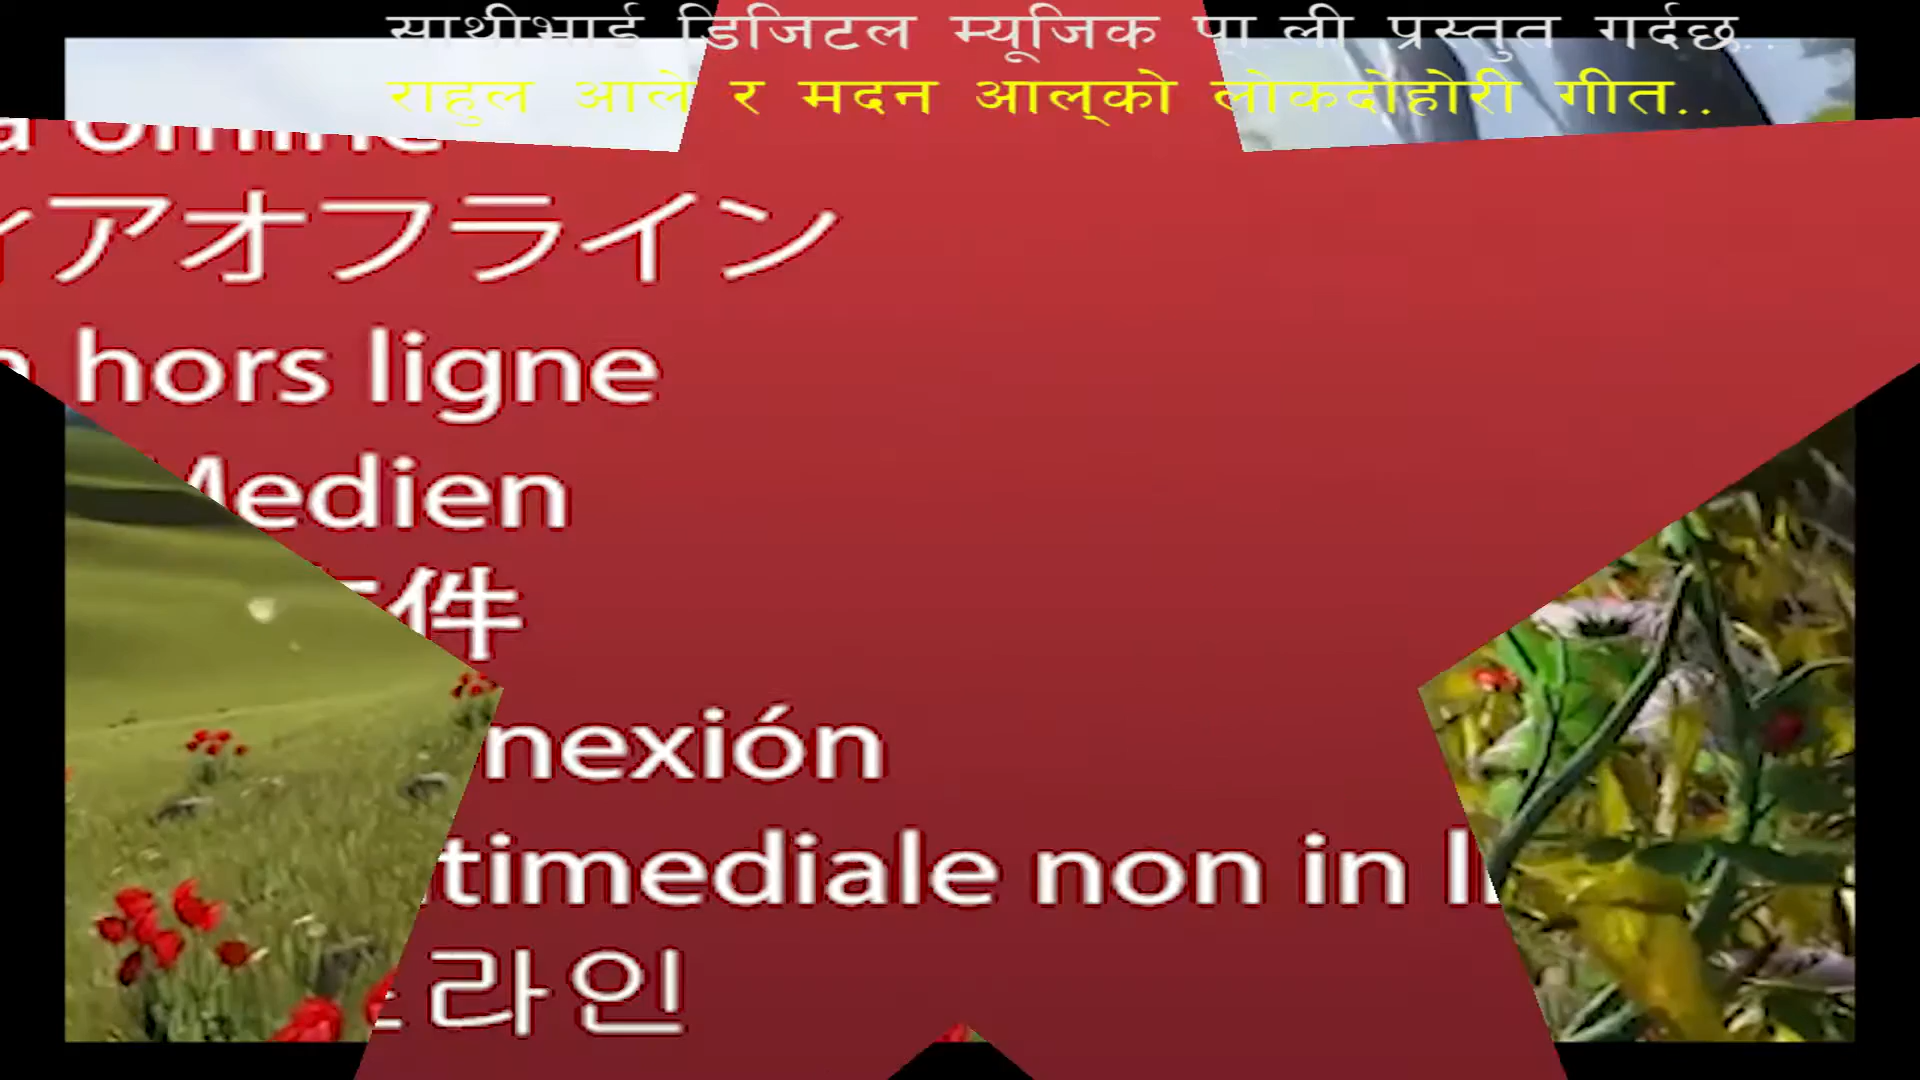 साथीभाई डिजिटल म्यूजिक पा.ली प्रस्तुत गर्दछ..
राहुल आले र मदन आल्को लोकदोहोरी गीत..
アオフライン
hors ligne
Medien
件
nexión
timediale non in li
라인